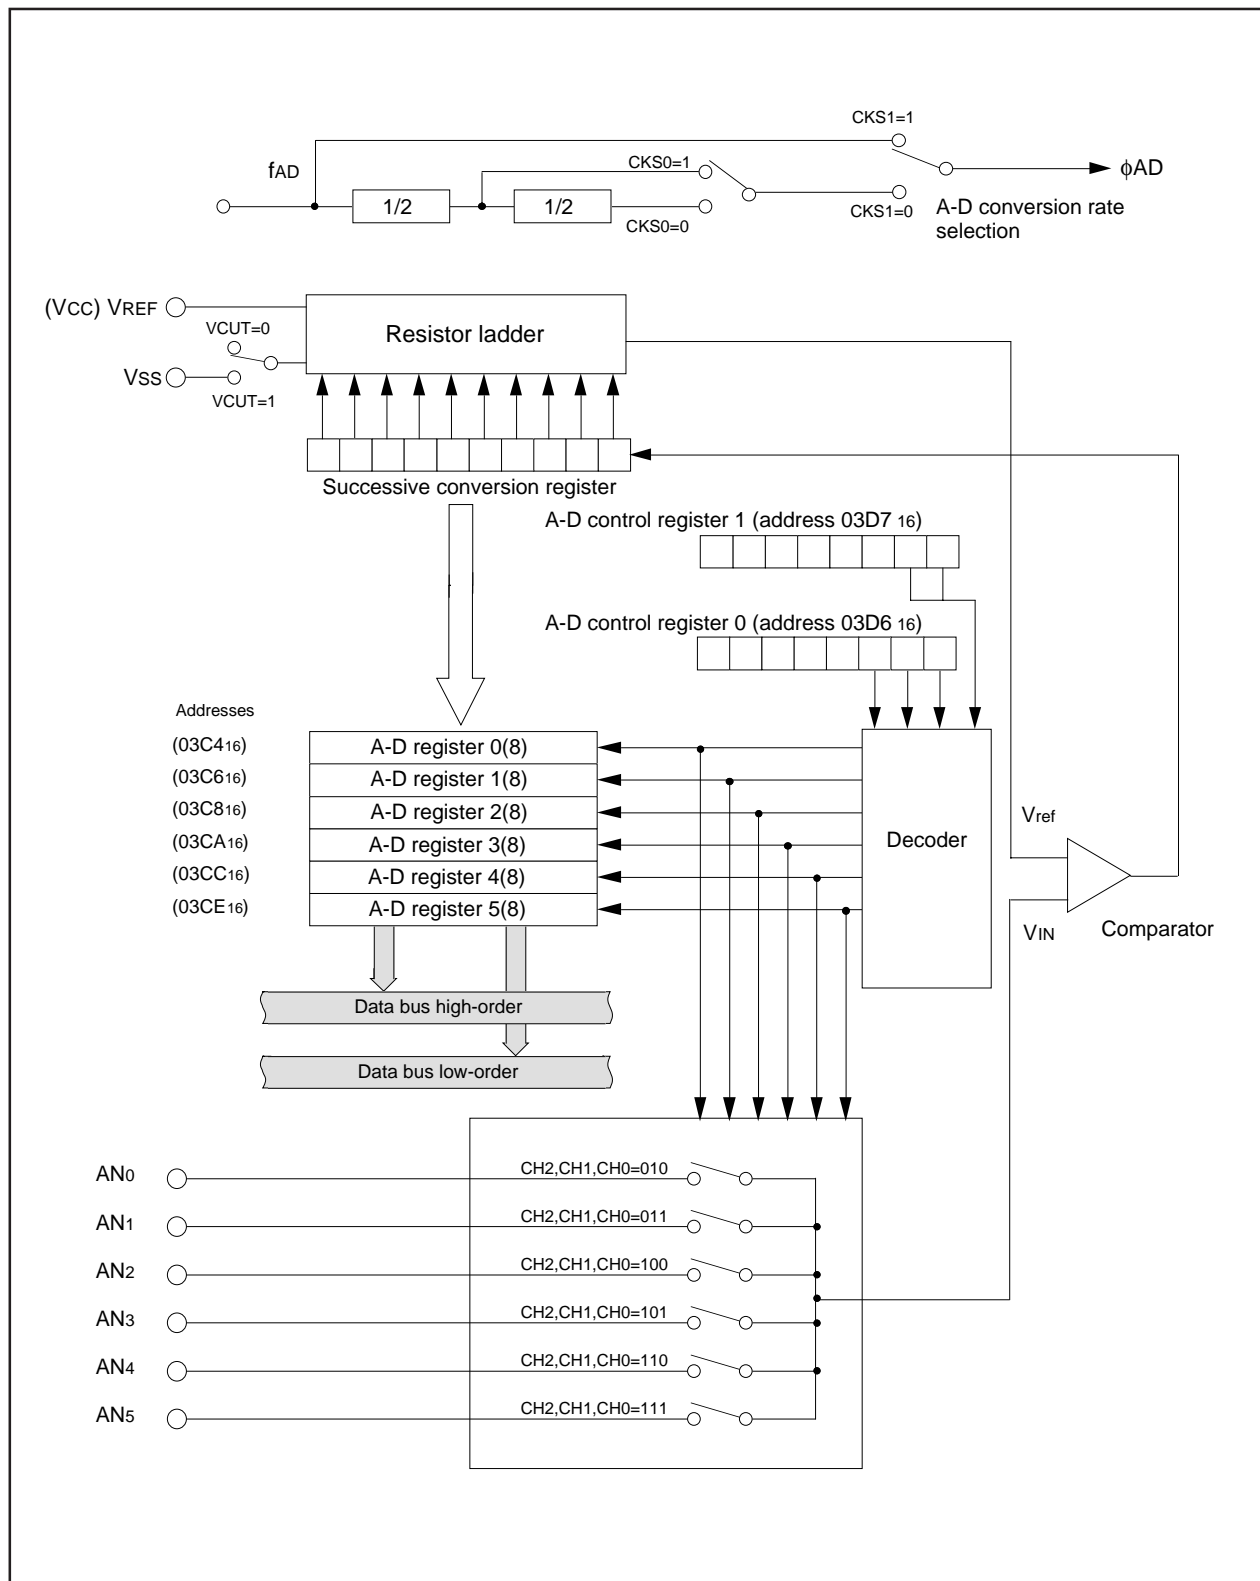 CKS1=1
fAD
CKS0=1
ϕAD
1/2
1/2
CKS0=0
CKS1=0
A-D conversion rate
selection
(VCC) VREF
VCUT=0
Resistor ladder
VSS
VCUT=1
Successive conversion register
A-D control register 1 (address 03D7 16)
A-D control register 0 (address 03D6 16)
Addresses
(03C416)
A-D register 0(8)
(03C616)
A-D register 1(8)
(03C816)
A-D register 2(8)
(03CA16)
A-D register 3(8)
(03CC16)
A-D register 4(8)
(03CE16)
A-D register 5(8)
Decoder
Vref
VIN
Comparator
Data bus high-order
Data bus low-order
AN0
CH2,CH1,CH0=010
AN1
CH2,CH1,CH0=011
AN2
CH2,CH1,CH0=100
AN3
CH2,CH1,CH0=101
AN4
CH2,CH1,CH0=110
AN5
CH2,CH1,CH0=111